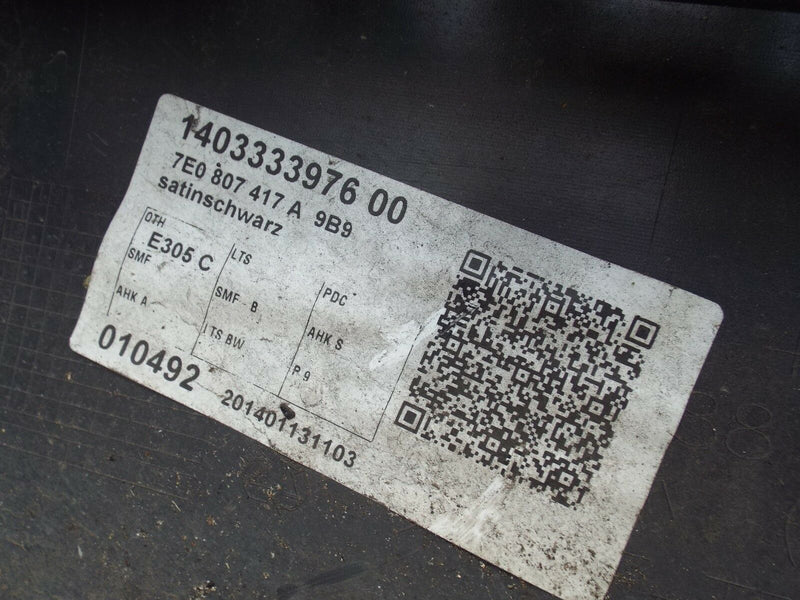 1403333976 00
7E0 807 417 A 9B9
satinschwarz
OTH
E305 C
LTS
PDC
SMF
SMF B
AHK S
AHK A
LTS BW
P 9
010492
201401131103